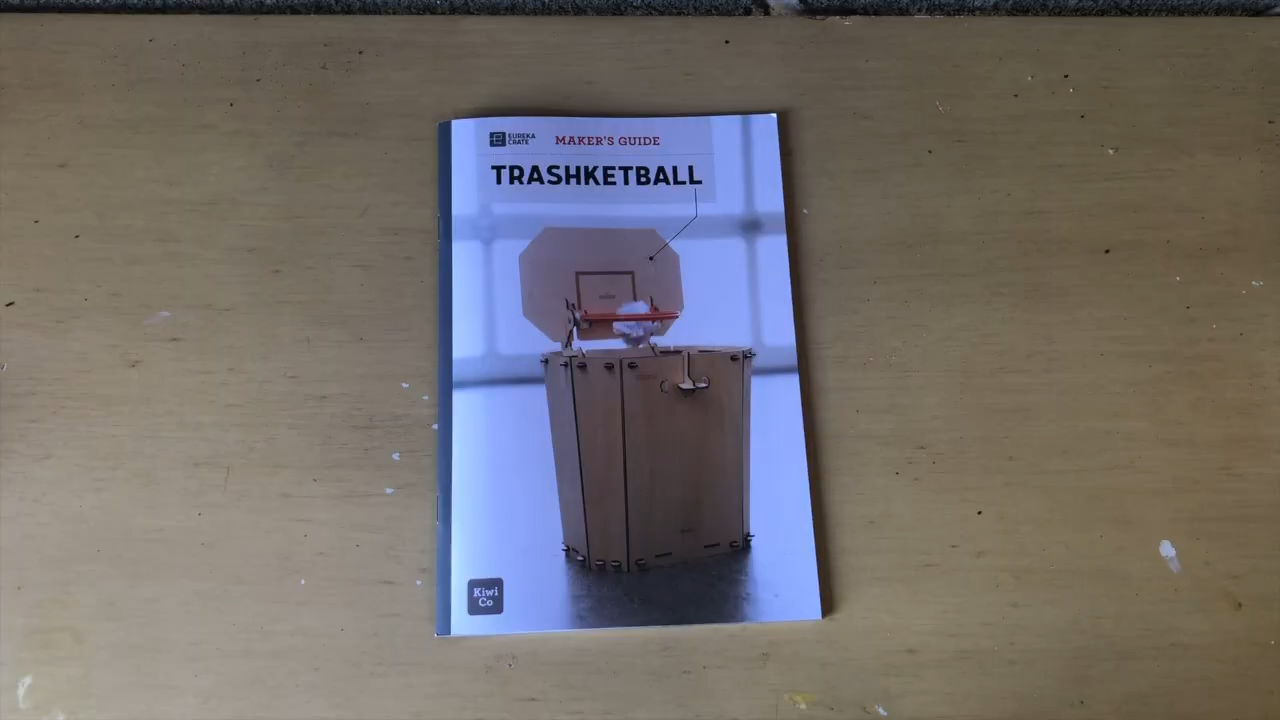 EUREKA
CRATE
MAKER'S GUIDE
TRASHKETBALL
Kiwi
Co